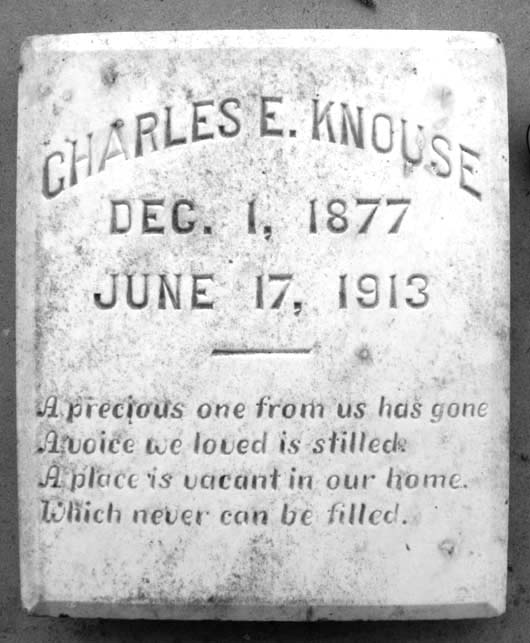 CHARLES E. KNOUSE
DEC. 1, 1877
JUNE 17, 1913
A precious one from us has gone
A voice we loved is stilled.
A place is vacant in our home.
Which never can be filled.